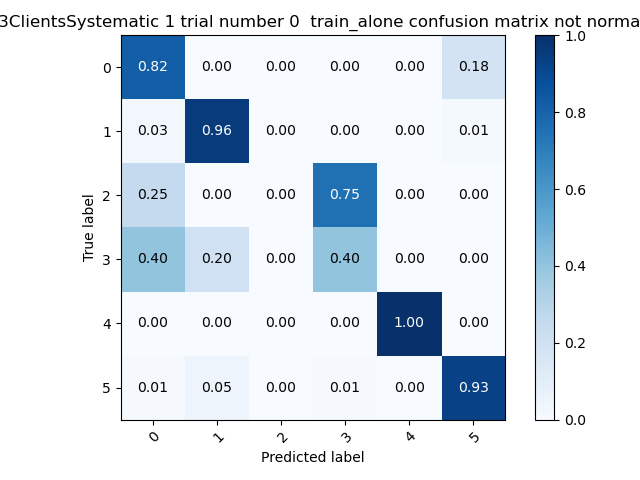 3ClientsSystematic 1 trial number 0 train_alone confusion matrix not norma
0 0.82 0.00 0.00 0.00 0.00 0.18
1 0.03 0.96 0.00 0.00 0.00 0.01
2 0.25 0.00 0.00 0.75 0.00 0.00
3 0.40 0.20 0.00 0.40 0.00 0.00
4 0.00 0.00 0.00 0.00 1.00 0.00
5 0.01 0.05 0.00 0.01 0.00 0.93
0 1 2 3 4 5
Predicted label
True label
1.0
0.8
0.6
0.4
0.2
0.0